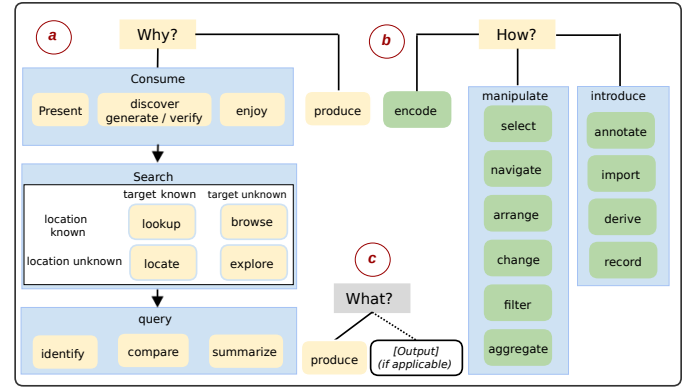 a
Why?
Consume
Present
discover
generate / verify
enjoy
produce
Search
target known
target unknown
location
known
lookup
browse
location unknown
locate
explore
query
identify
compare
summarize
b
How?
encode
manipulate
select
navigate
arrange
change
filter
aggregate
introduce
annotate
import
derive
record
c
What?
produce
[Output]
(if applicable)